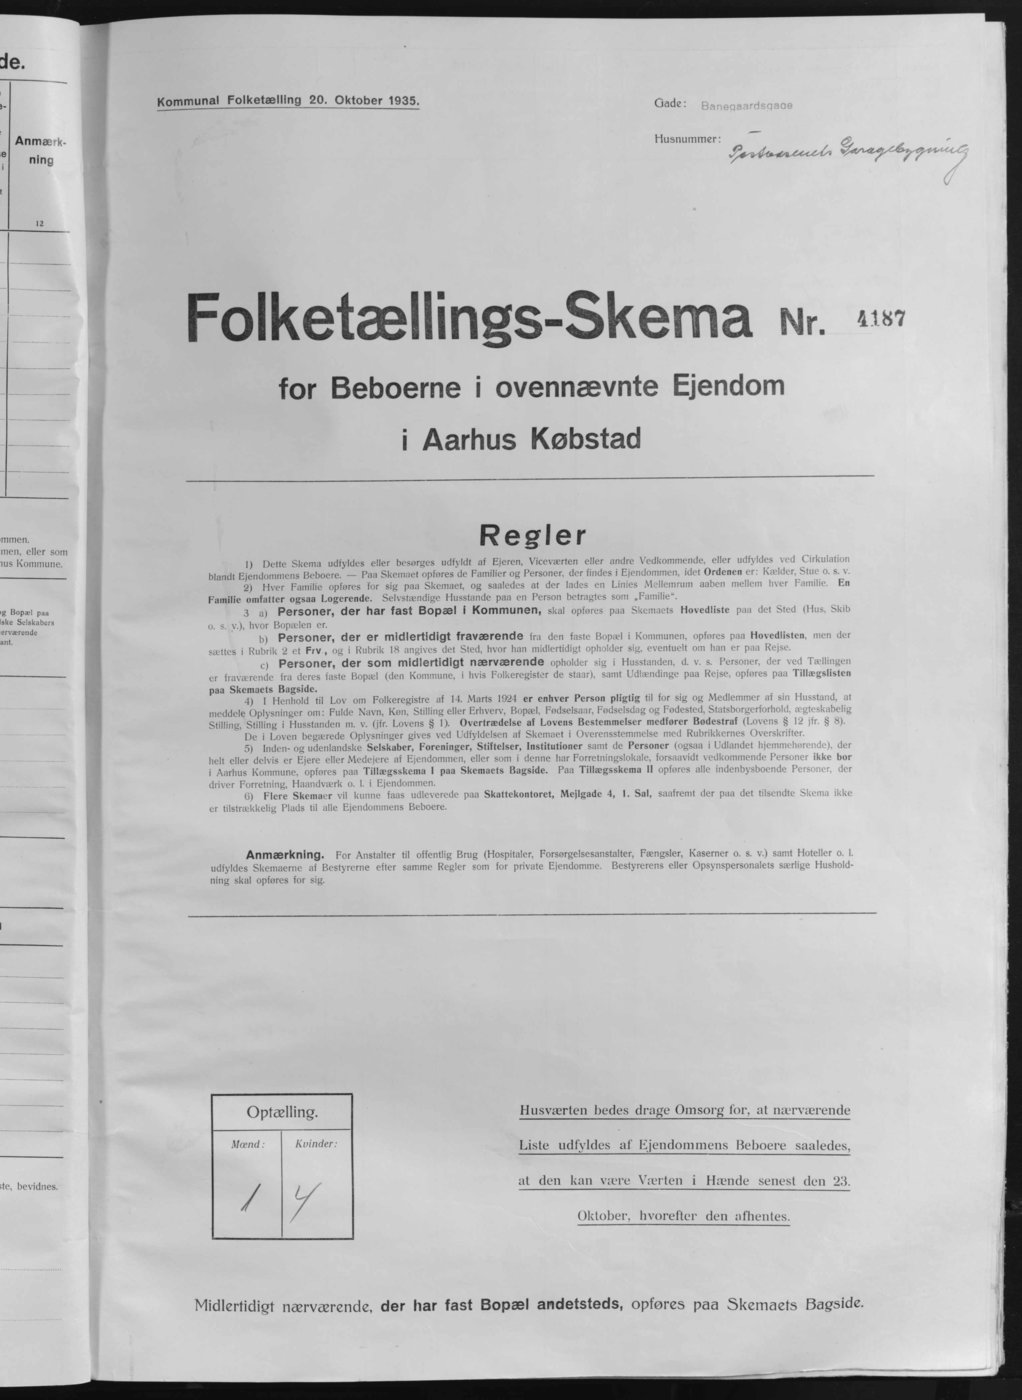 de.
Anmærk-
ning
12
ommen.
men, eller som
hus Kommune.
og Bopæl paa
iske Selskabers
erværende
ant.
ste, bevidnes.
Kommunal Folketælling 20. Oktober 1935.
Gade: Banegaardsgade
Husnummer: Postvæsenets Garagebygning
Folketællings-Skema Nr. 4187
for Beboerne i ovennævnte Ejendom
i Aarhus Købstad
Regler
1) Dette Skema udfyldes eller besørges udfyldt af Ejeren, Viceværten eller andre Vedkommende, eller udfyldes ved Cirkulation
blandt Ejendommens Beboere. — Paa Skemaet opføres de Familier og Personer, der findes i Ejendommen, idet Ordenen er: Kælder, Stue o. s. v.
2) Hver Familie opføres for sig paa Skemaet, og saaledes at der lades en Linies Mellemrum aaben mellem hver Familie. En
Familie omfatter ogsaa Logerende. Selvstændige Husstande paa en Person betragtes som „Familie“.
3 a) Personer, der har fast Bopæl i Kommunen, skal opføres paa Skemaets Hovedliste paa det Sted (Hus, Skib
o. s. v.), hvor Bopælen er.
b) Personer, der er midlertidigt fraværende fra den faste Bopæl i Kommunen, opføres paa Hovedlisten, men der
sættes i Rubrik 2 et Frv, og i Rubrik 18 angives det Sted, hvor han midlertidigt opholder sig, eventuelt om han er paa Rejse.
c) Personer, der som midlertidigt nærværende opholder sig i Husstanden, d. v. s. Personer, der ved Tællingen
er fraværende fra deres faste Bopæl (den Kommune, i hvis Folkeregister de staar), samt Udlændinge paa Rejse, opføres paa Tillægslisten
paa Skemaets Bagside.
4) I Henhold til Lov om Folkeregistre af 14. Marts 1924 er enhver Person pligtig til for sig og Medlemmer af sin Husstand, at
meddele Oplysninger om: Fulde Navn, Køn, Stilling eller Erhverv, Bopæl, Fødselsaar, Fødselsdag og Fødested, Statsborgerforhold, ægteskabelig
Stilling, Stilling i Husstanden m. v. (jfr. Lovens § 1). Overtrædelse af Lovens Bestemmelser medfører Bødestraf (Lovens § 12 jfr. § 8).
De i Loven begærede Oplysninger gives ved Udfyldelsen af Skemaet i Overensstemmelse med Rubrikkernes Overskrifter.
5) Inden- og udenlandske Selskaber, Foreninger, Stiftelser, Institutioner samt de Personer (ogsaa i Udlandet hjemmehørende), der
helt eller delvis er Ejere eller Medejere af Ejendommen, eller som i denne har Forretningslokale, forsaavidt vedkommende Personer ikke bor
i Aarhus Kommune, opføres paa Tillægsskema I paa Skemaets Bagside. Paa Tillægsskema II opføres alle indenbysboende Personer, der
driver Forretning, Haandværk o. l. i Ejendommen.
6) Flere Skemaer vil kunne faas udleverede paa Skattekontoret, Mejlgade 4, 1. Sal, saafremt der paa det tilsendte Skema ikke
er tilstrækkelig Plads til alle Ejendommens Beboere.
Anmærkning. For Anstalter til offentlig Brug (Hospitaler, Forsørgelsesanstalter, Fængsler, Kaserner o. s. v.) samt Hoteller o. l.
udfyldes Skemaerne af Bestyrerne efter samme Regler som for private Ejendomme. Bestyrerens eller Opsynspersonalets særlige Hushold-
ning skal opføres for sig.
Optælling.
Mænd: Kvinder:
1 4
Husværten bedes drage Omsorg for, at nærværende
Liste udfyldes af Ejendommens Beboere saaledes,
at den kan være Værten i Hænde senest den 23.
Oktober, hvorefter den afhentes.
Midlertidigt nærværende, der har fast Bopæl andetsteds, opføres paa Skemaets Bagside.